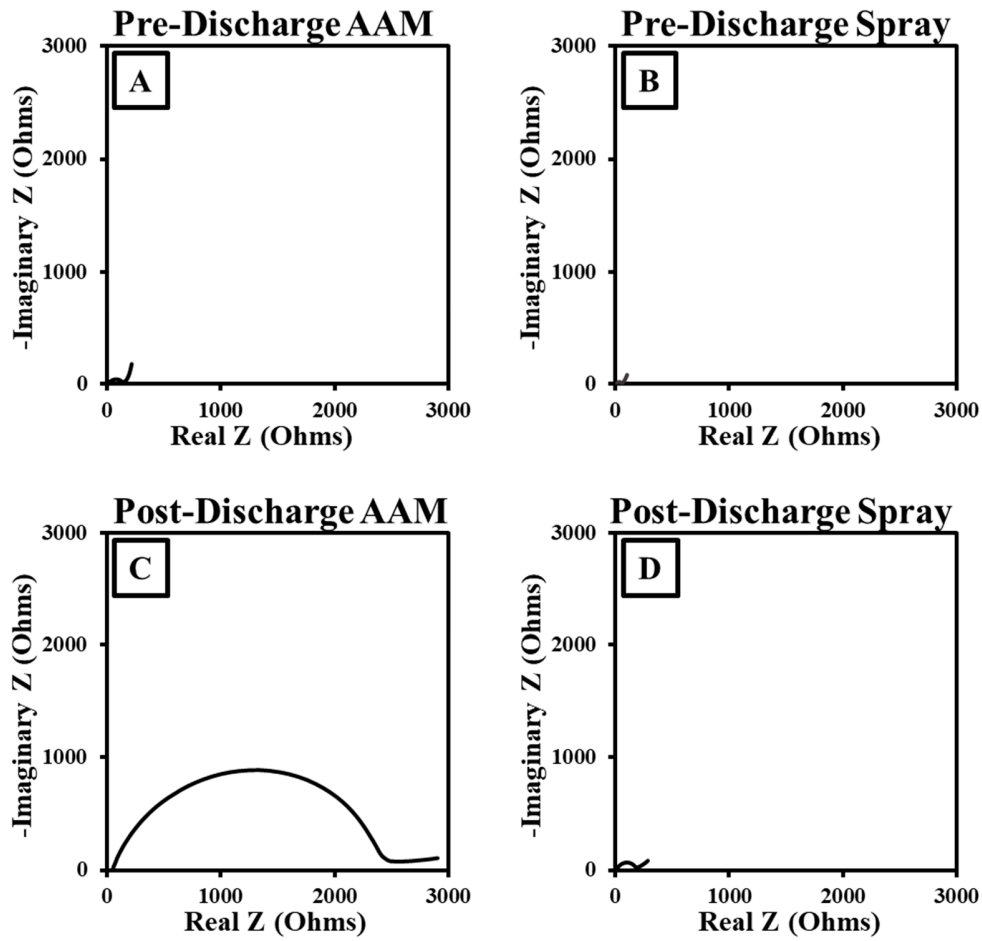 Pre-Discharge AAM
A
3000
2000
1000
0
-Imaginary Z (Ohms)
0 1000 2000 3000
Real Z (Ohms)
Pre-Discharge Spray
B
3000
2000
1000
0
-Imaginary Z (Ohms)
0 1000 2000 3000
Real Z (Ohms)
Post-Discharge AAM
C
3000
2000
1000
0
-Imaginary Z (Ohms)
0 1000 2000 3000
Real Z (Ohms)
Post-Discharge Spray
D
3000
2000
1000
0
-Imaginary Z (Ohms)
0 1000 2000 3000
Real Z (Ohms)